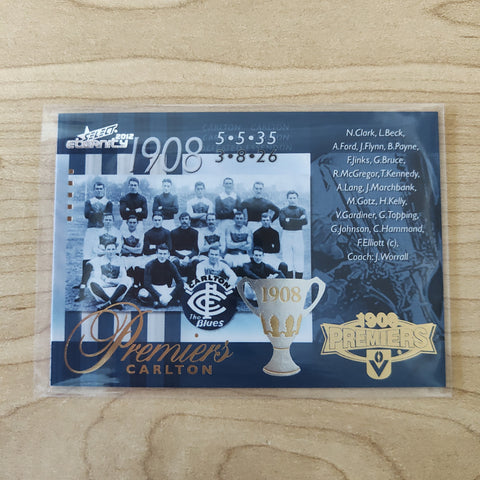 SELECT
2012
ETERNITY
1908
5·5·35
3·8·26
N.Clark, L.Beck,
A.Ford, J.Flynn, B.Payne,
F.Jinks, G.Bruce,
R.McGregor, T.Kennedy,
A.Lang, J.Marchbank,
M.Gotz, H.Kelly,
V.Gardiner, G.Topping,
G.Johnson, C.Hammond,
F.Elliott (c),
Coach: J.Worrall
CARLTON
The Blues
1908
Premiers
CARLTON
1908
PREMIERS
V